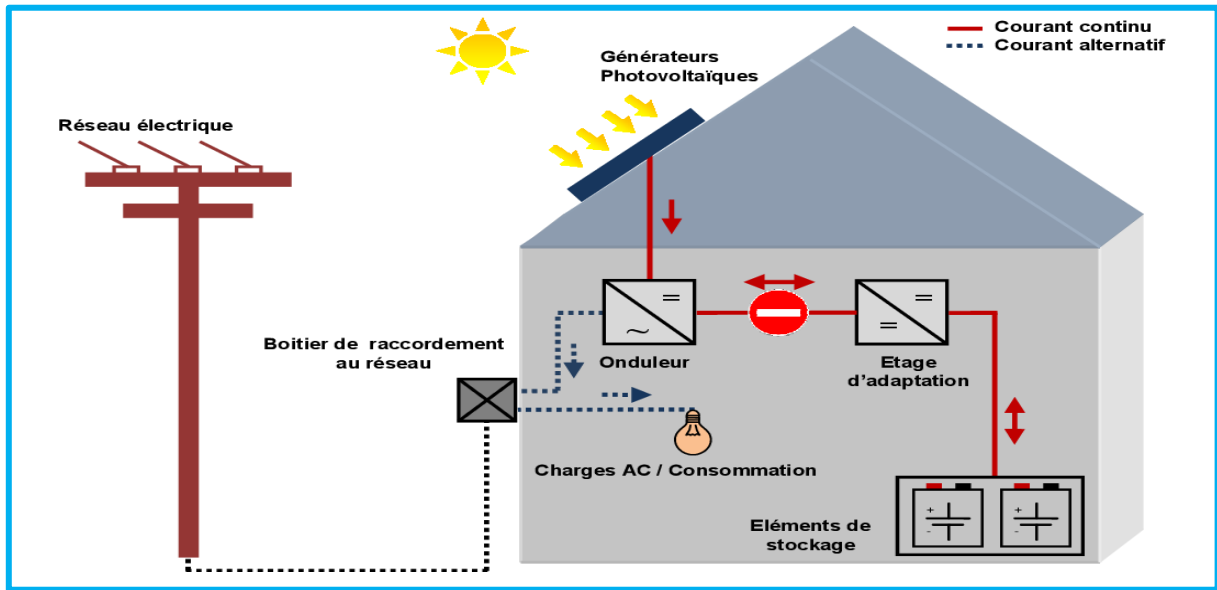 Courant continu
Courant alternatif
Générateurs
Photovoltaïques
Réseau électrique
Boitier de raccordement
au réseau
Onduleur
Etage
d'adaptation
Charges AC / Consommation
Eléments de
stockage